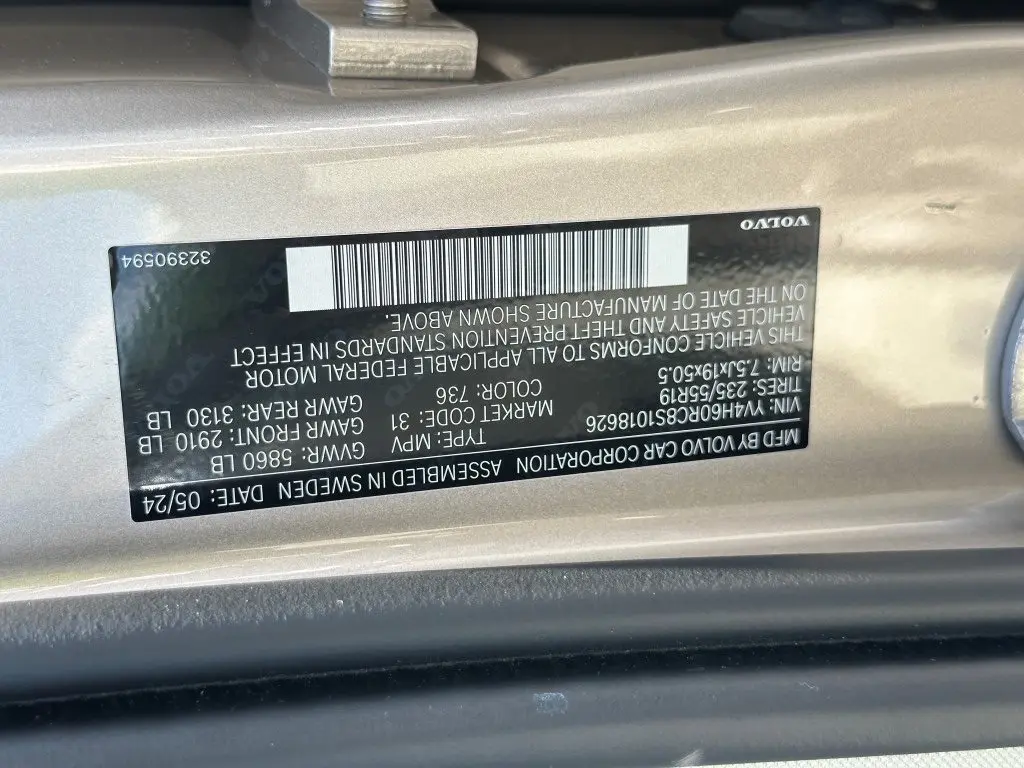 MFD BY VOLVO CAR CORPORATION ASSEMBLED IN SWEDEN DATE: 05/24
VIN: YV4H60RC8S1018626 TYPE: MPV GVWR: 5860 LB
TIRES: 235/55R19 MARKET CODE: 31 GAWR FRONT: 2910 LB
RIM: 7.5Jx19x50.5 COLOR: 736 GAWR REAR: 3130 LB
THIS VEHICLE CONFORMS TO ALL APPLICABLE FEDERAL MOTOR
VEHICLE SAFETY AND THEFT PREVENTION STANDARDS IN EFFECT
ON THE DATE OF MANUFACTURE SHOWN ABOVE.
VOLVO 32390594